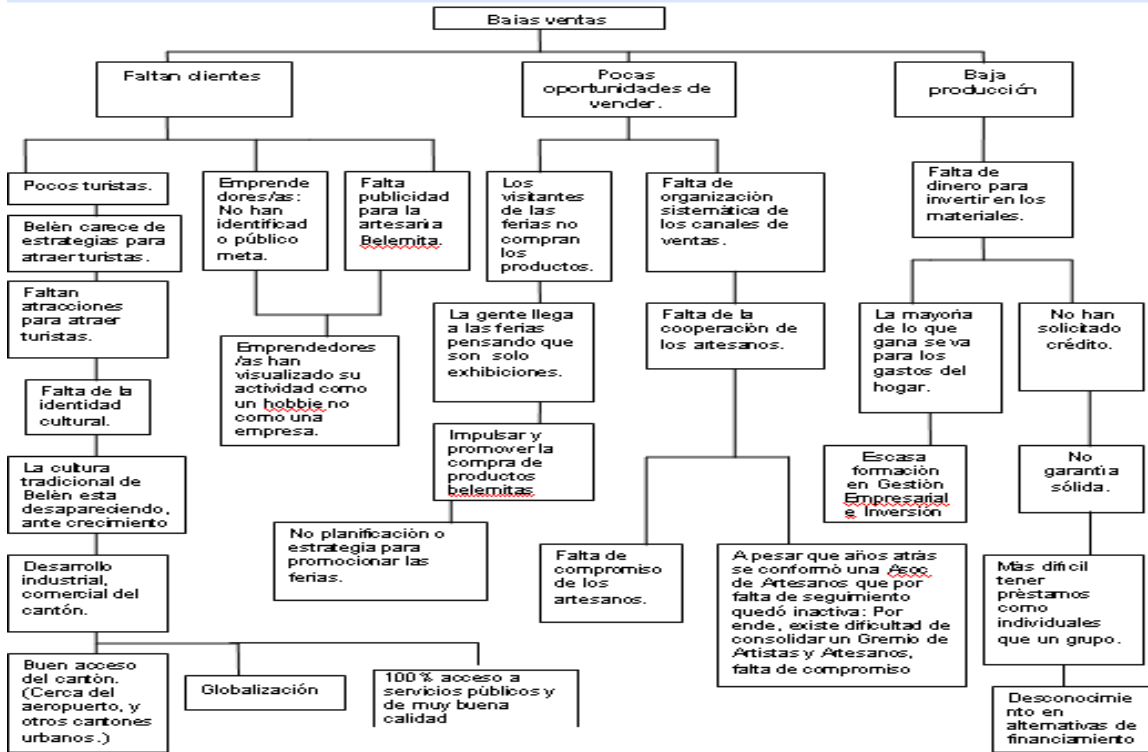 Bajas ventas
Faltan clientes
Pocas
oportunidades de
vender.
Baja
producción
Pocos turistas.
Emprende
dores/as:
No han
identificad
o público
meta.
Falta
publicidad
para la
artesanía
Belemita.
Los
visitantes
de las
ferias no
compran
los
productos.
Falta de
organización
sistemática de
los canales de
ventas.
Falta de
dinero para
invertir en los
materiales.
Belén carece de
estrategias para
atraer turistas.
Faltan
atracciones
para atraer
turistas.
Emprendedores
/as han
visualizado su
actividad como
un hobbie no
como una
empresa.
La gente llega
a las ferias
pensando que
son solo
exhibiciones.
Falta de la
cooperación de
los artesanos.
La mayoría
de lo que
gana se va
para los
gastos del
hogar.
No han
solicitado
crédito.
Falta de la
identidad
cultural.
Impulsar y
promover la
compra de
productos
belemitas
Escasa
formación
en Gestión
Empresarial
e Inversión
No
garantía
sólida.
La cultura
tradicional de
Belén esta
desapareciendo,
ante crecimiento
No planificación o
estrategia para
promocionar las
ferias.
Falta de
compromiso
de los
artesanos.
A pesar que años atrás
se conformó una Asoc
de Artesanos que por
falta de seguimiento
quedó inactiva: Por
ende, existe dificultad de
consolidar un Gremio de
Artistas y Artesanos,
falta de compromiso
Desarrollo
industrial,
comercial del
cantón.
Más difícil
tener
préstamos
como
individuales
que un grupo.
Buen acceso
del cantón.
(Cerca del
aeropuerto, y
otros cantones
urbanos.)
Globalización
100% acceso a
servicios públicos y
de muy buena
calidad
Desconocimie
nto en
alternativas de
financiamiento